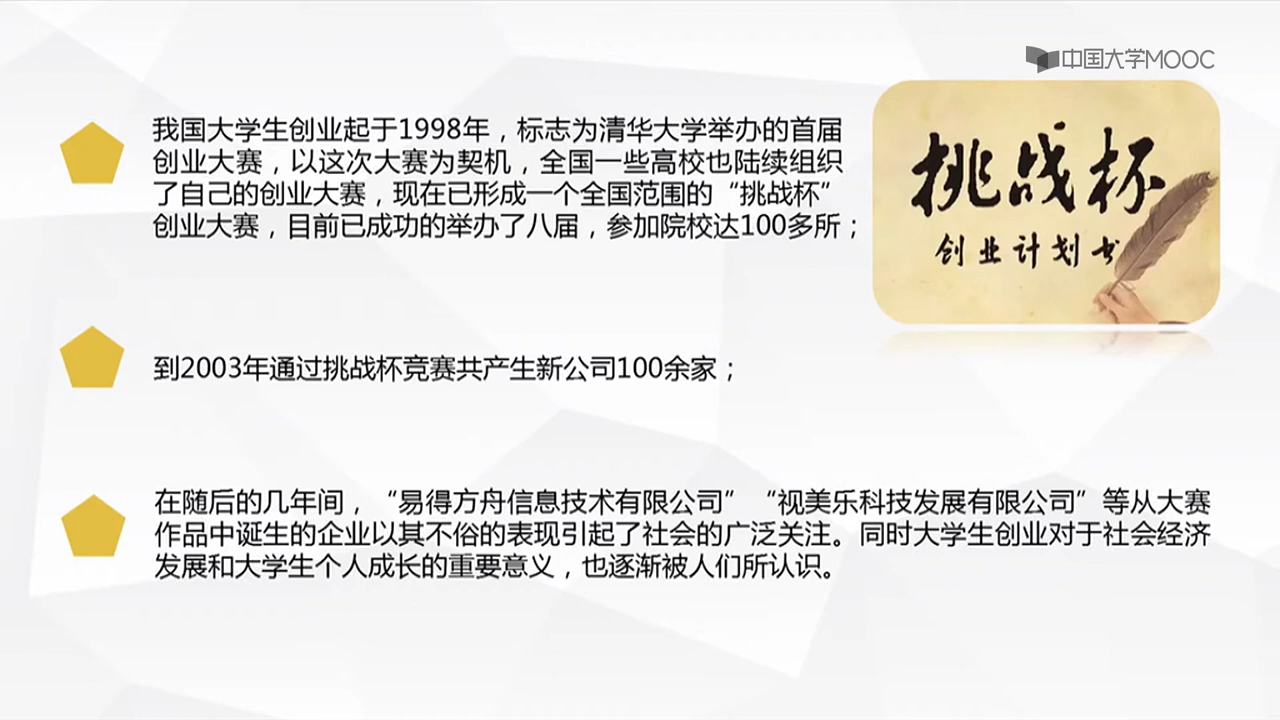 中国大学MOOC
我国大学生创业起于1998年，标志为清华大学举办的首届
创业大赛，以这次大赛为契机，全国一些高校也陆续组织
了自己的创业大赛，现在已形成一个全国范围的“挑战杯”
创业大赛，目前已成功的举办了八届，参加院校达100多所；
挑战杯
创业计划书
到2003年通过挑战杯竞赛共产生新公司100余家；
在随后的几年间，“易得方舟信息技术有限公司”“视美乐科技发展有限公司”等从大赛
作品中诞生的企业以其不俗的表现引起了社会的广泛关注。同时大学生创业对于社会经济
发展和大学生个人成长的重要意义，也逐渐被人们所认识。